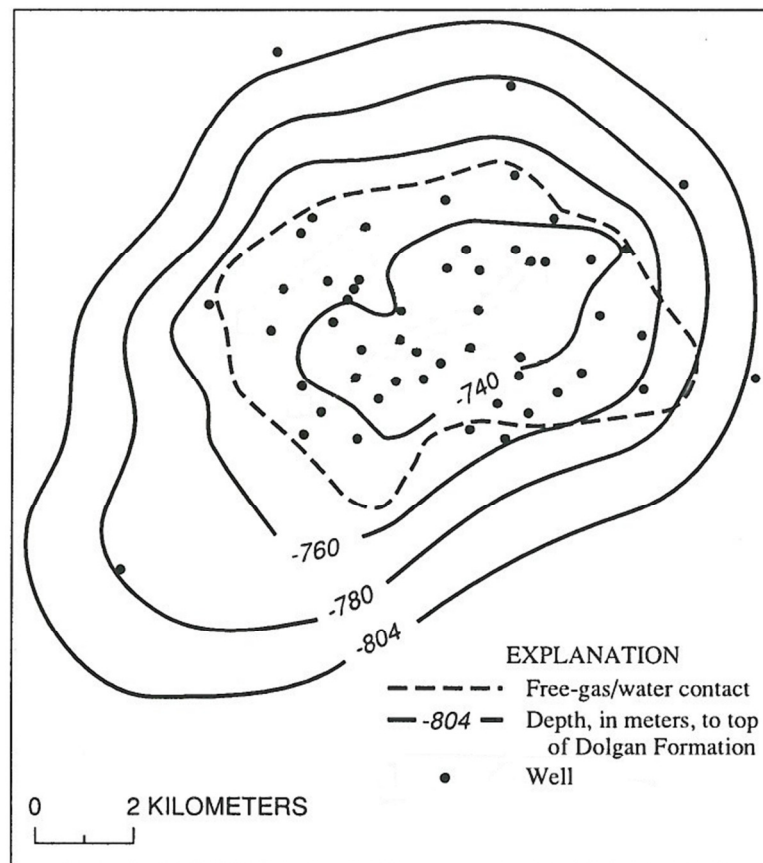 -740
-760
-780
-804
EXPLANATION
Free-gas/water contact
-804 Depth, in meters, to top
of Dolgan Formation
Well
0 2 KILOMETERS